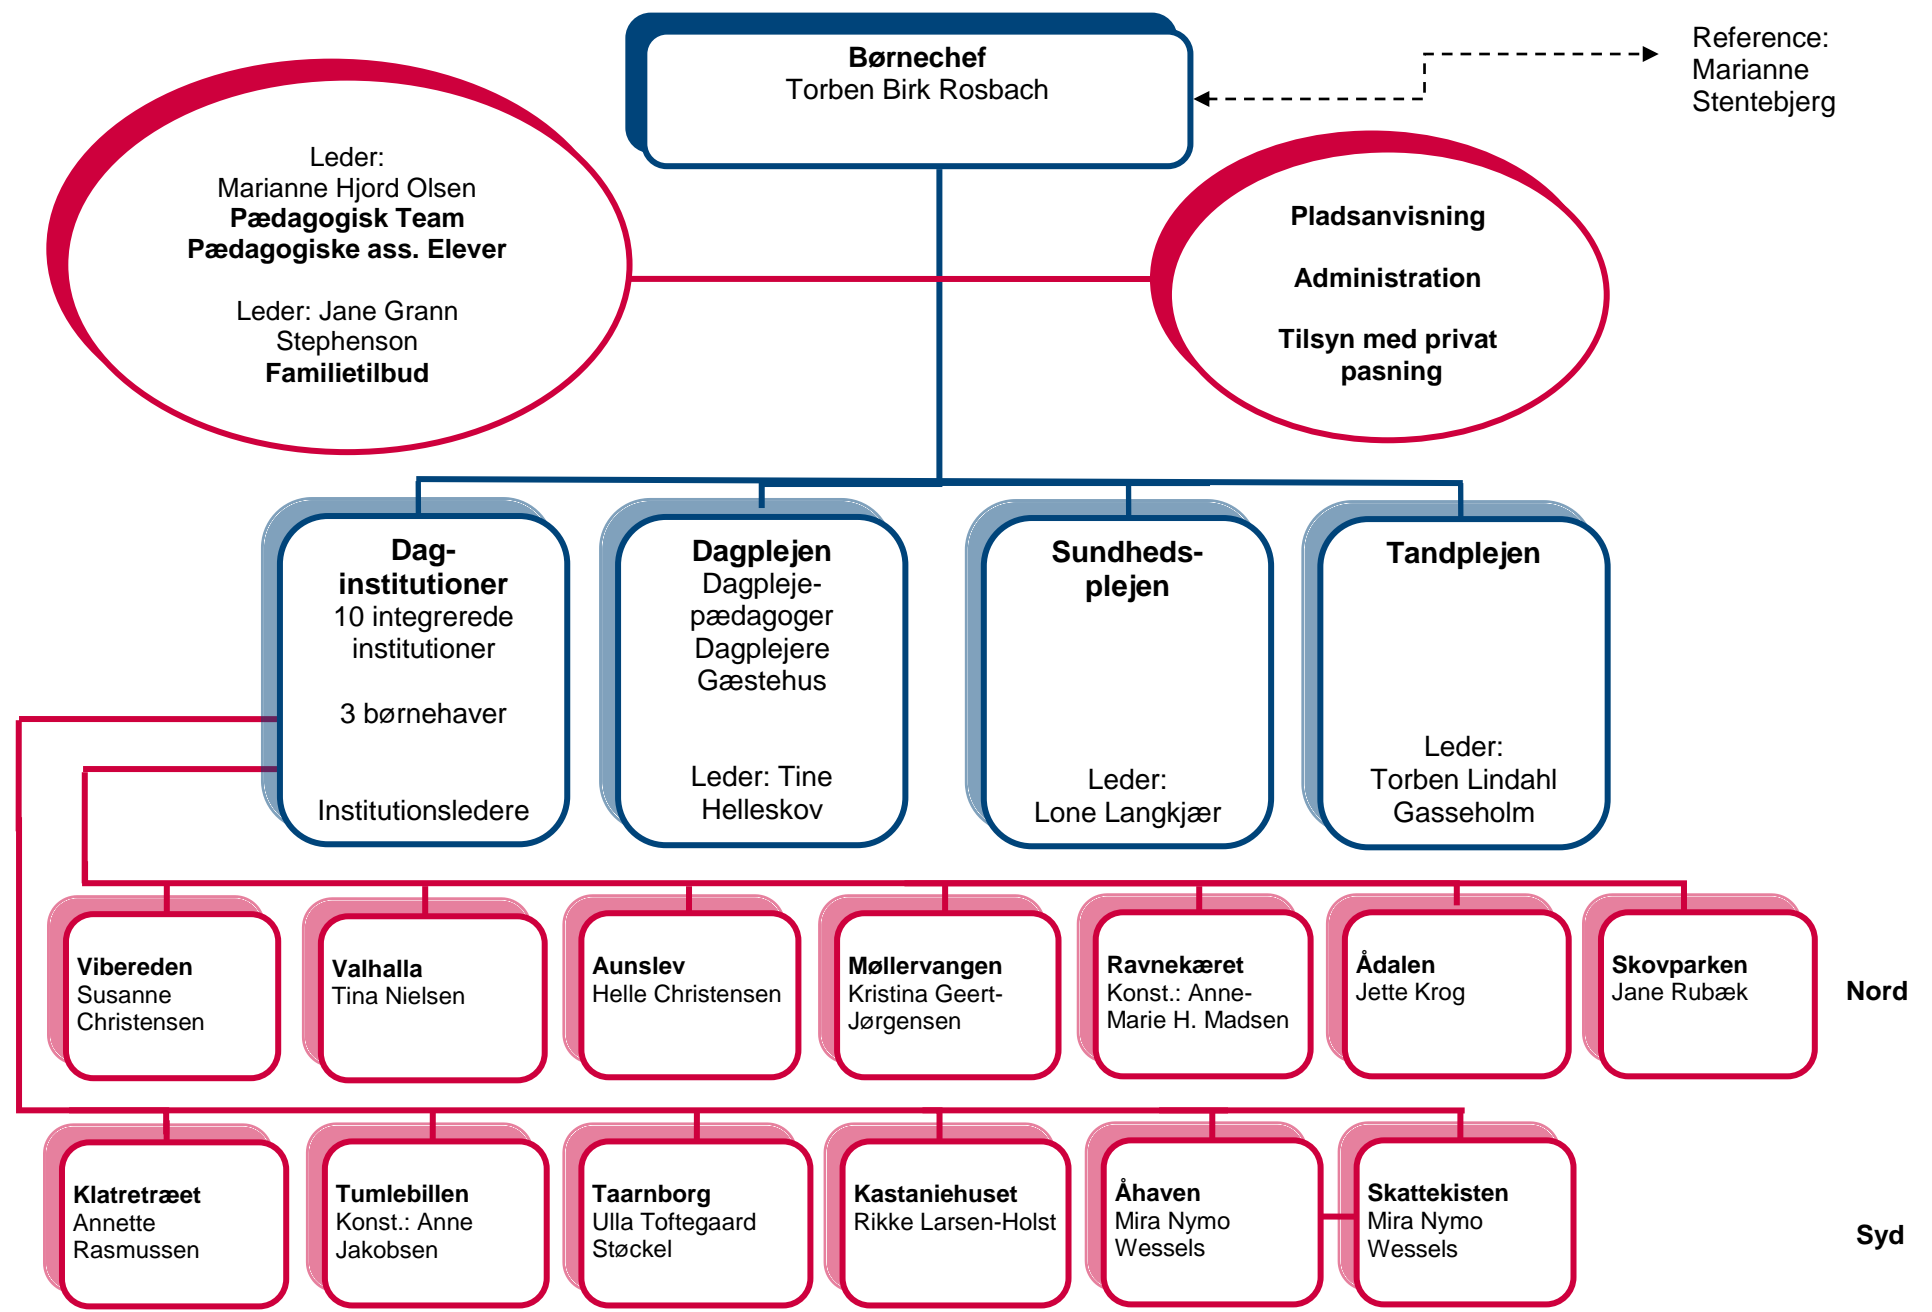 Børnechef
Torben Birk Rosbach
Reference:
Marianne
Stentebjerg
Leder:
Marianne Hjord Olsen
Pædagogisk Team
Pædagogiske ass. Elever
Leder: Jane Grann
Stephenson
Familietilbud
Pladsanvisning
Administration
Tilsyn med privat
pasning
Dag-
institutioner
10 integrerede
institutioner
3 børnehaver
Institutionsledere
Dagplejen
Dagpleje-
pædagoger
Dagplejere
Gæstehus
Leder: Tine
Helleskov
Sundheds-
plejen
Leder:
Lone Langkjær
Tandplejen
Leder:
Torben Lindahl
Gasseholm
Vibereden
Susanne
Christensen
Valhalla
Tina Nielsen
Aunslev
Helle Christensen
Møllervangen
Kristina Geert-
Jørgensen
Ravnekæret
Konst.: Anne-
Marie H. Madsen
Ådalen
Jette Krog
Skovparken
Jane Rubæk
Nord
Klatretræet
Annette
Rasmussen
Tumlebillen
Konst.: Anne
Jakobsen
Taarnborg
Ulla Toftegaard
Støckel
Kastaniehuset
Rikke Larsen-Holst
Åhaven
Mira Nymo
Wessels
Skattekisten
Mira Nymo
Wessels
Syd